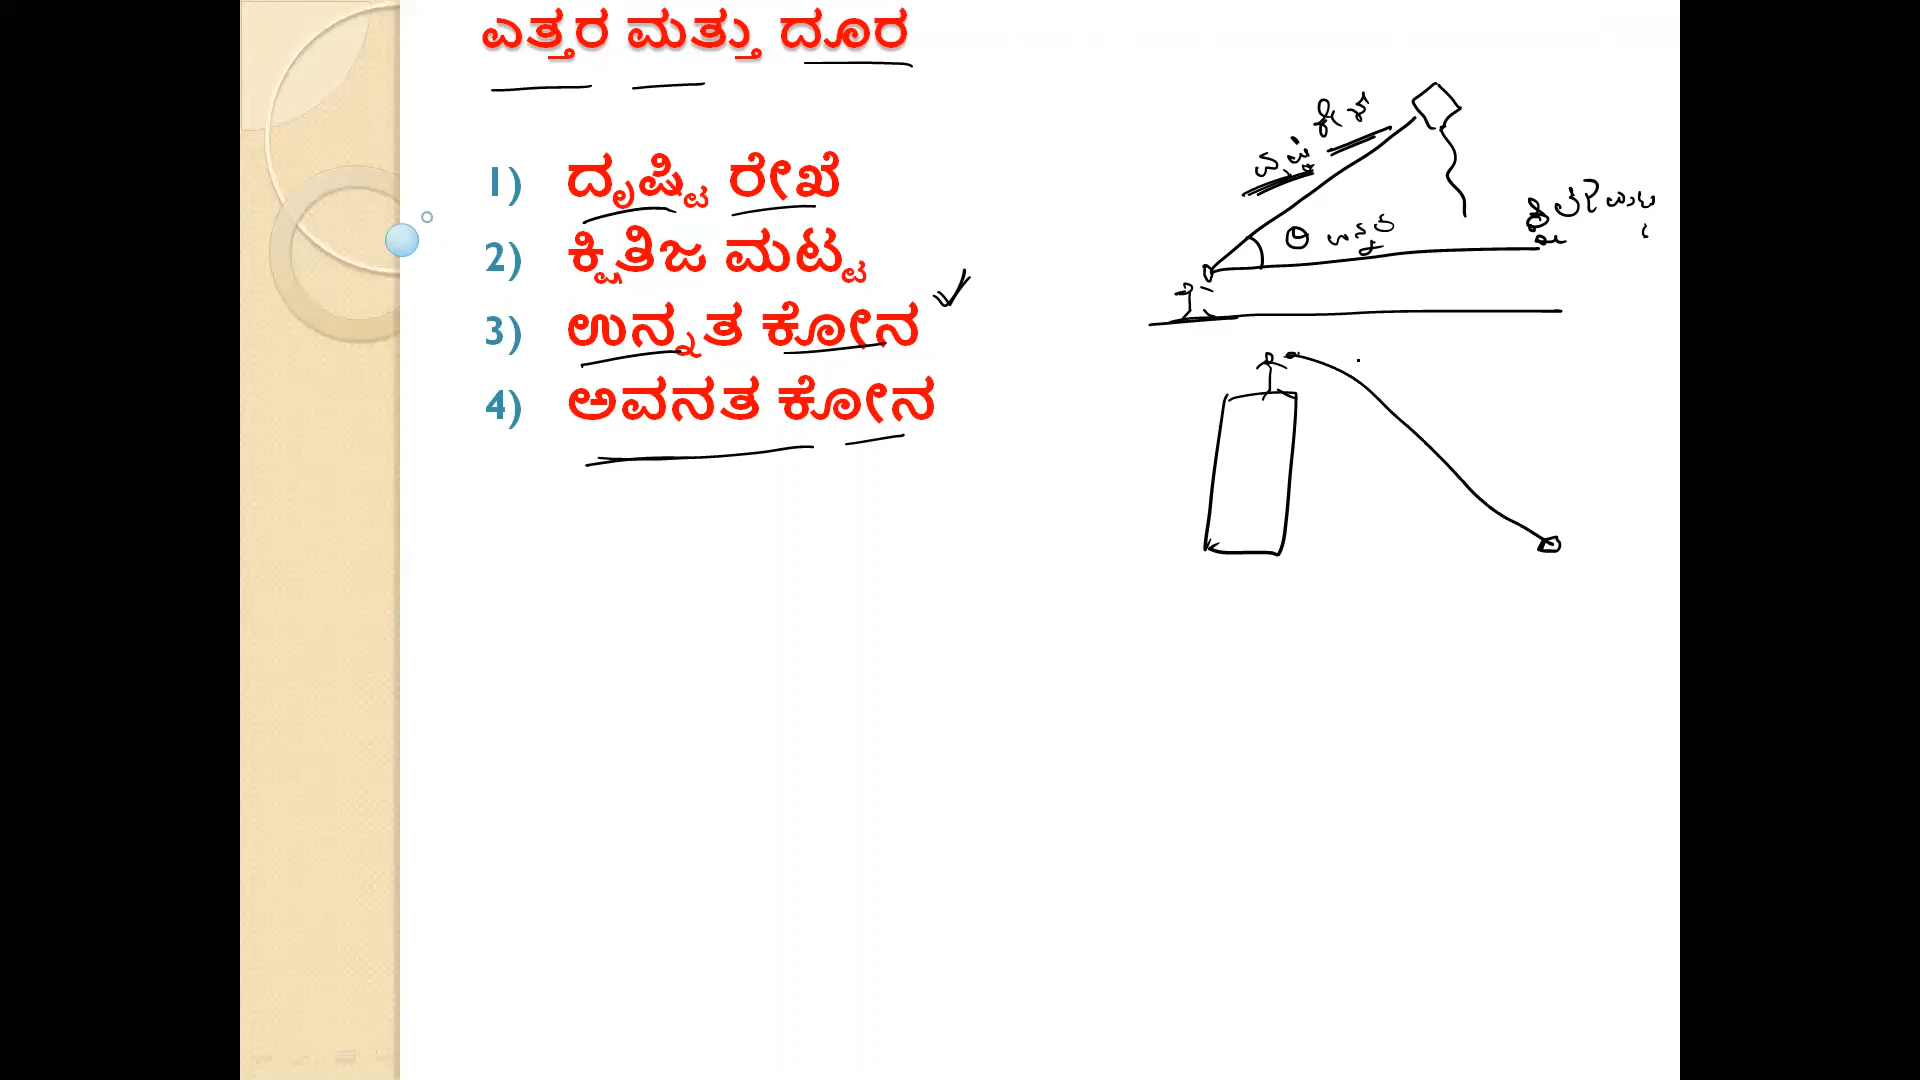 ಎತ್ತರ ಮತ್ತು ದೂರ
1) ದೃಷ್ಟಿ ರೇಖೆ
2) ಕ್ಷಿತಿಜ ಮಟ್ಟ
3) ಉನ್ನತ ಕೋನ
4) ಅವನತ ಕೋನ
θ